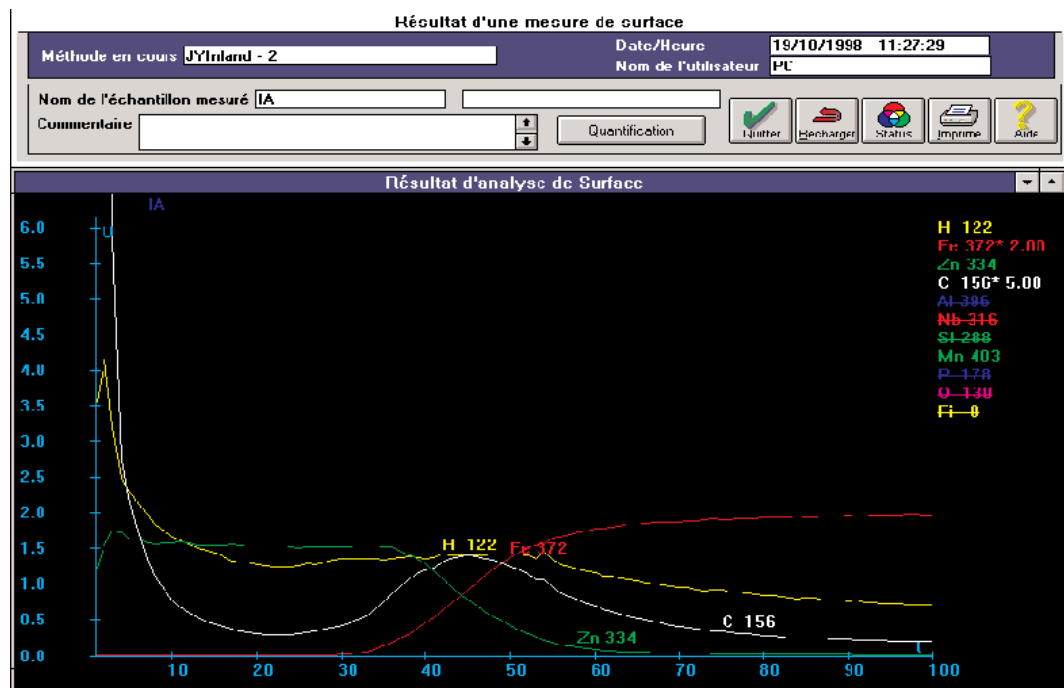 Résultat d'une mesure de surface
Méthode en cours JYInland - 2
Date/Heure 19/10/1998 11:27:29
Nom de l'utilisateur PC
Nom de l'échantillon mesuré IA
Commentaire
Quantification
Quitter Recharger Status Imprime Aide
Résultat d'analyse de Surface
IA
U
6.0
5.5
5.0
4.5
4.0
3.5
3.0
2.5
2.0
1.5
1.0
0.5
0.0
H 122
Fe 372* 2.00
Zn 334
C 156* 5.00
Al 396
Nb 316
Si 288
Mn 403
P 178
O 130
Fi 0
H 122
Fe 372
Zn 334
C 156
t
10 20 30 40 50 60 70 80 90 100